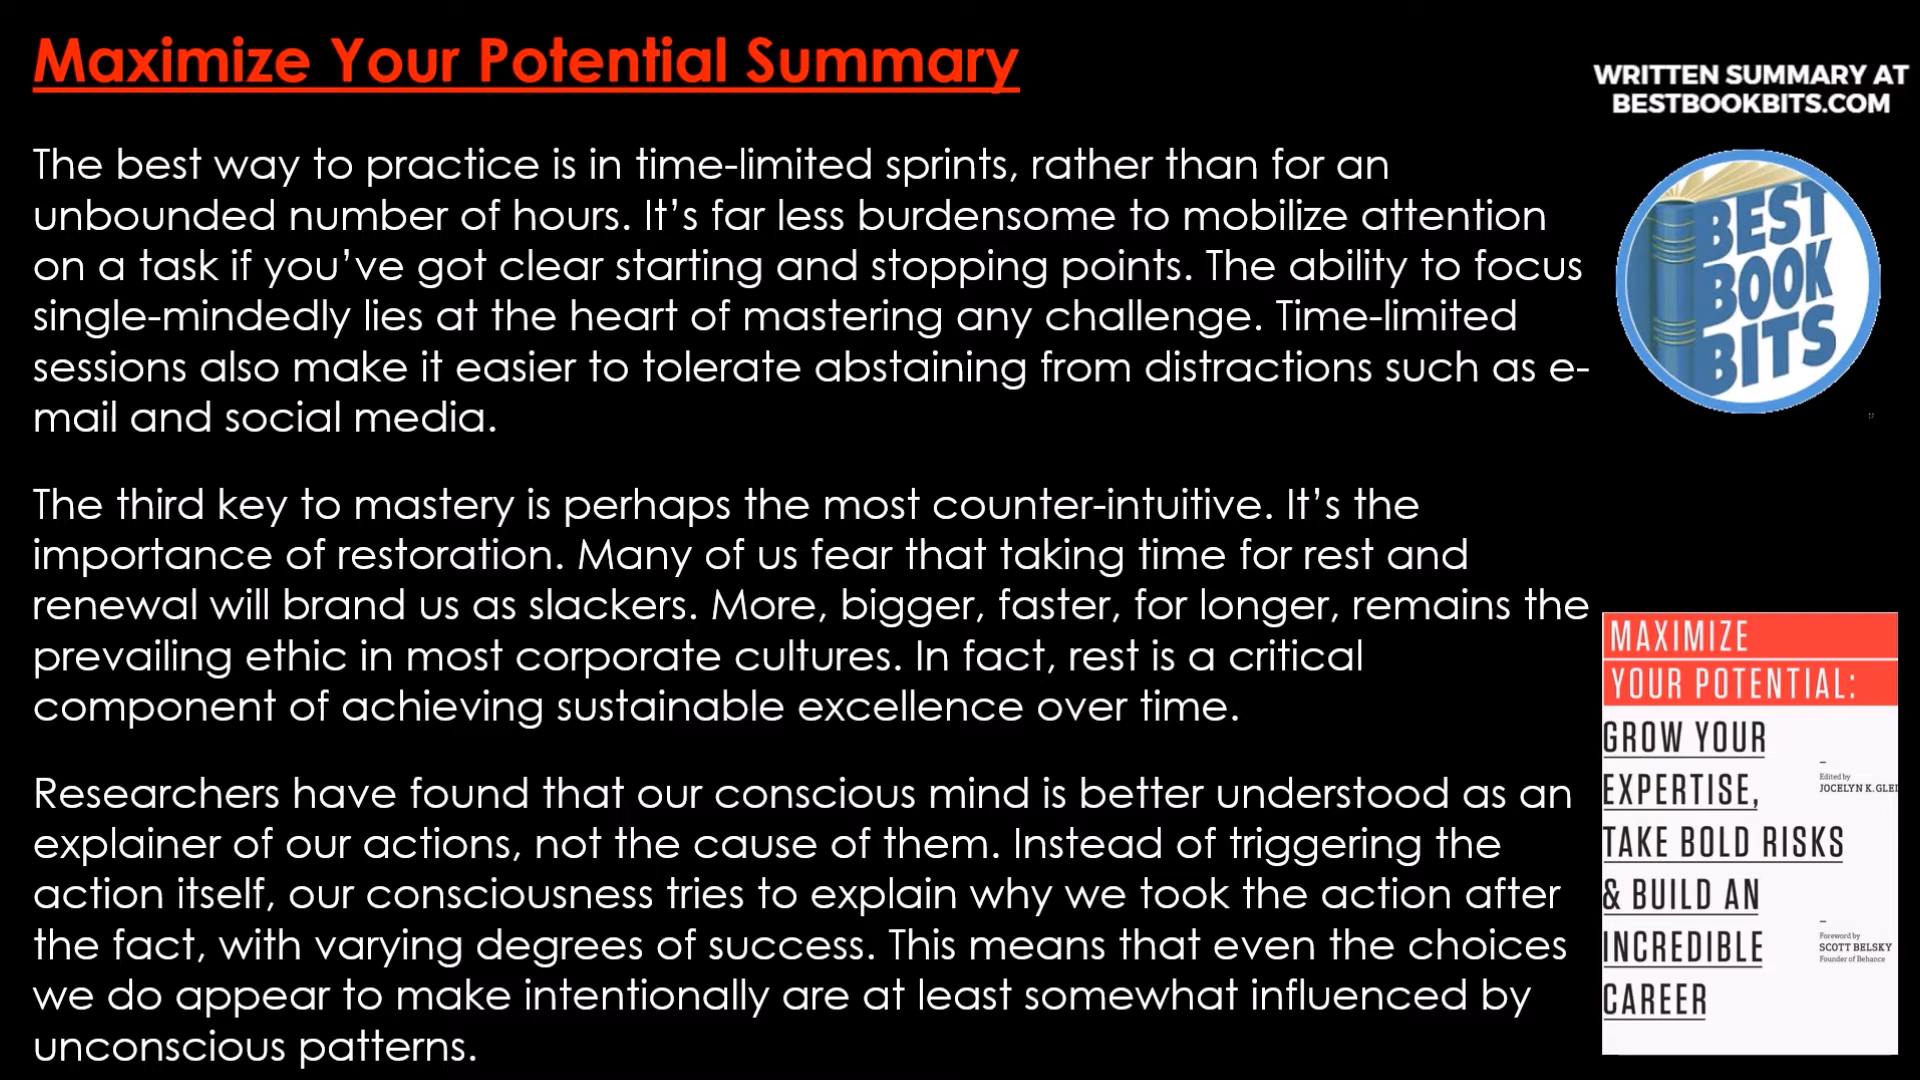 Maximize Your Potential Summary
WRITTEN SUMMARY AT
BESTBOOKBITS.COM
The best way to practice is in time-limited sprints, rather than for an
unbounded number of hours. It’s far less burdensome to mobilize attention
on a task if you’ve got clear starting and stopping points. The ability to focus
single-mindedly lies at the heart of mastering any challenge. Time-limited
sessions also make it easier to tolerate abstaining from distractions such as e-
mail and social media.
BEST
BOOK
BITS
The third key to mastery is perhaps the most counter-intuitive. It’s the
importance of restoration. Many of us fear that taking time for rest and
renewal will brand us as slackers. More, bigger, faster, for longer, remains the
prevailing ethic in most corporate cultures. In fact, rest is a critical
component of achieving sustainable excellence over time.
Researchers have found that our conscious mind is better understood as an
explainer of our actions, not the cause of them. Instead of triggering the
action itself, our consciousness tries to explain why we took the action after
the fact, with varying degrees of success. This means that even the choices
we do appear to make intentionally are at least somewhat influenced by
unconscious patterns.
MAXIMIZE
YOUR POTENTIAL:
GROW YOUR
EXPERTISE,
TAKE BOLD RISKS
& BUILD AN
INCREDIBLE
CAREER
Edited by
JOCELYN K. GLEI
Foreword by
SCOTT BELSKY
Founder of Behance